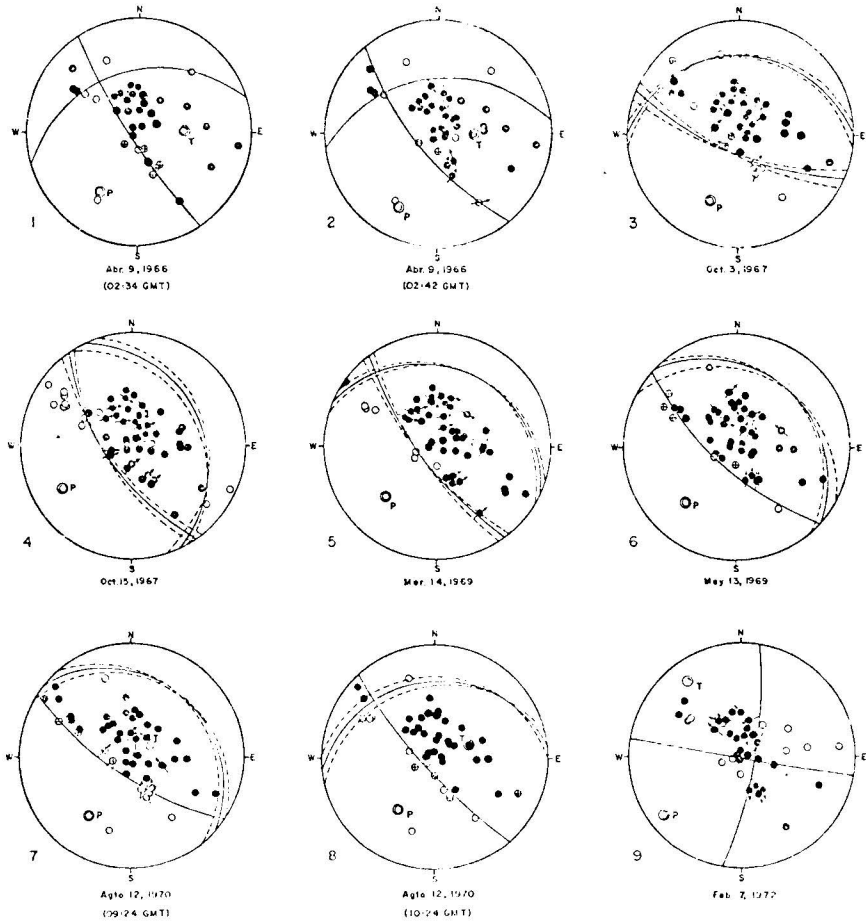 N
W
E
T
P
1
S
Abr. 9, 1966
(02:34 GMT)
N
W
E
T
P
2
S
Abr. 9, 1966
(02:42 GMT)
N
W
E
P
3
S
Oct. 3, 1967
N
W
E
P
4
S
Oct. 15, 1967
N
W
E
P
5
S
Mar. 14, 1969
N
W
E
P
6
S
May 13, 1969
N
W
E
T
P
7
S
Agto 12, 1970
(09:24 GMT)
N
W
E
T
P
8
S
Agto 12, 1970
(10:24 GMT)
N
T
W
E
P
9
S
Feb. 7, 1972